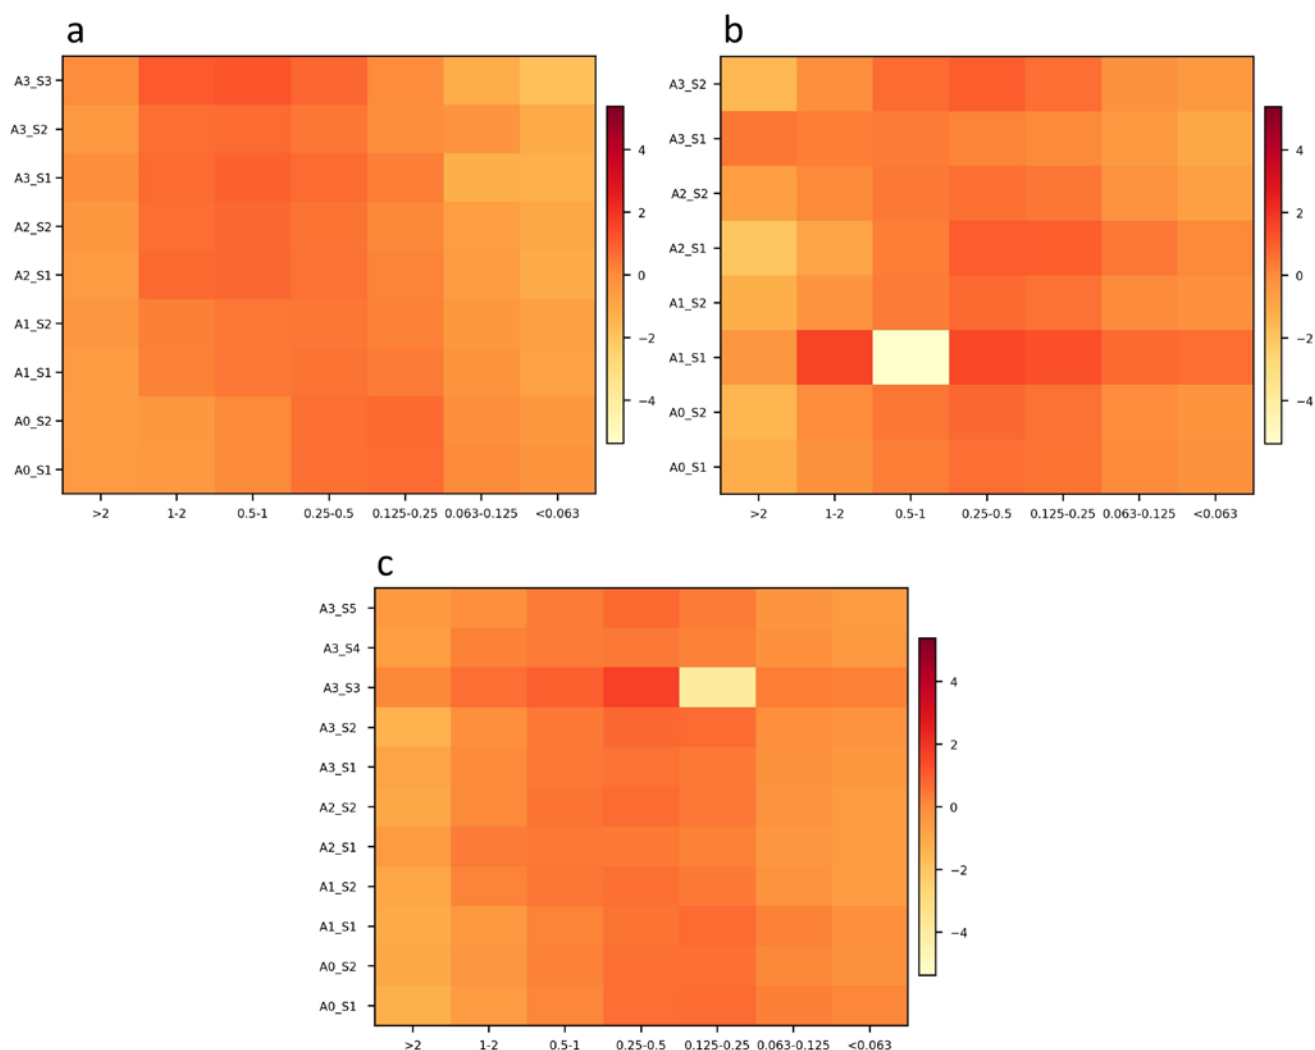 a
A3_S3
A3_S2
A3_S1
A2_S2
A2_S1
A1_S2
A1_S1
A0_S2
A0_S1
>2 1-2 0.5-1 0.25-0.5 0.125-0.25 0.063-0.125 <0.063
4
2
0
−2
−4
b
A3_S2
A3_S1
A2_S2
A2_S1
A1_S2
A1_S1
A0_S2
A0_S1
>2 1-2 0.5-1 0.25-0.5 0.125-0.25 0.063-0.125 <0.063
4
2
0
−2
−4
c
A3_S5
A3_S4
A3_S3
A3_S2
A3_S1
A2_S2
A2_S1
A1_S2
A1_S1
A0_S2
A0_S1
>2 1-2 0.5-1 0.25-0.5 0.125-0.25 0.063-0.125 <0.063
4
2
0
−2
−4